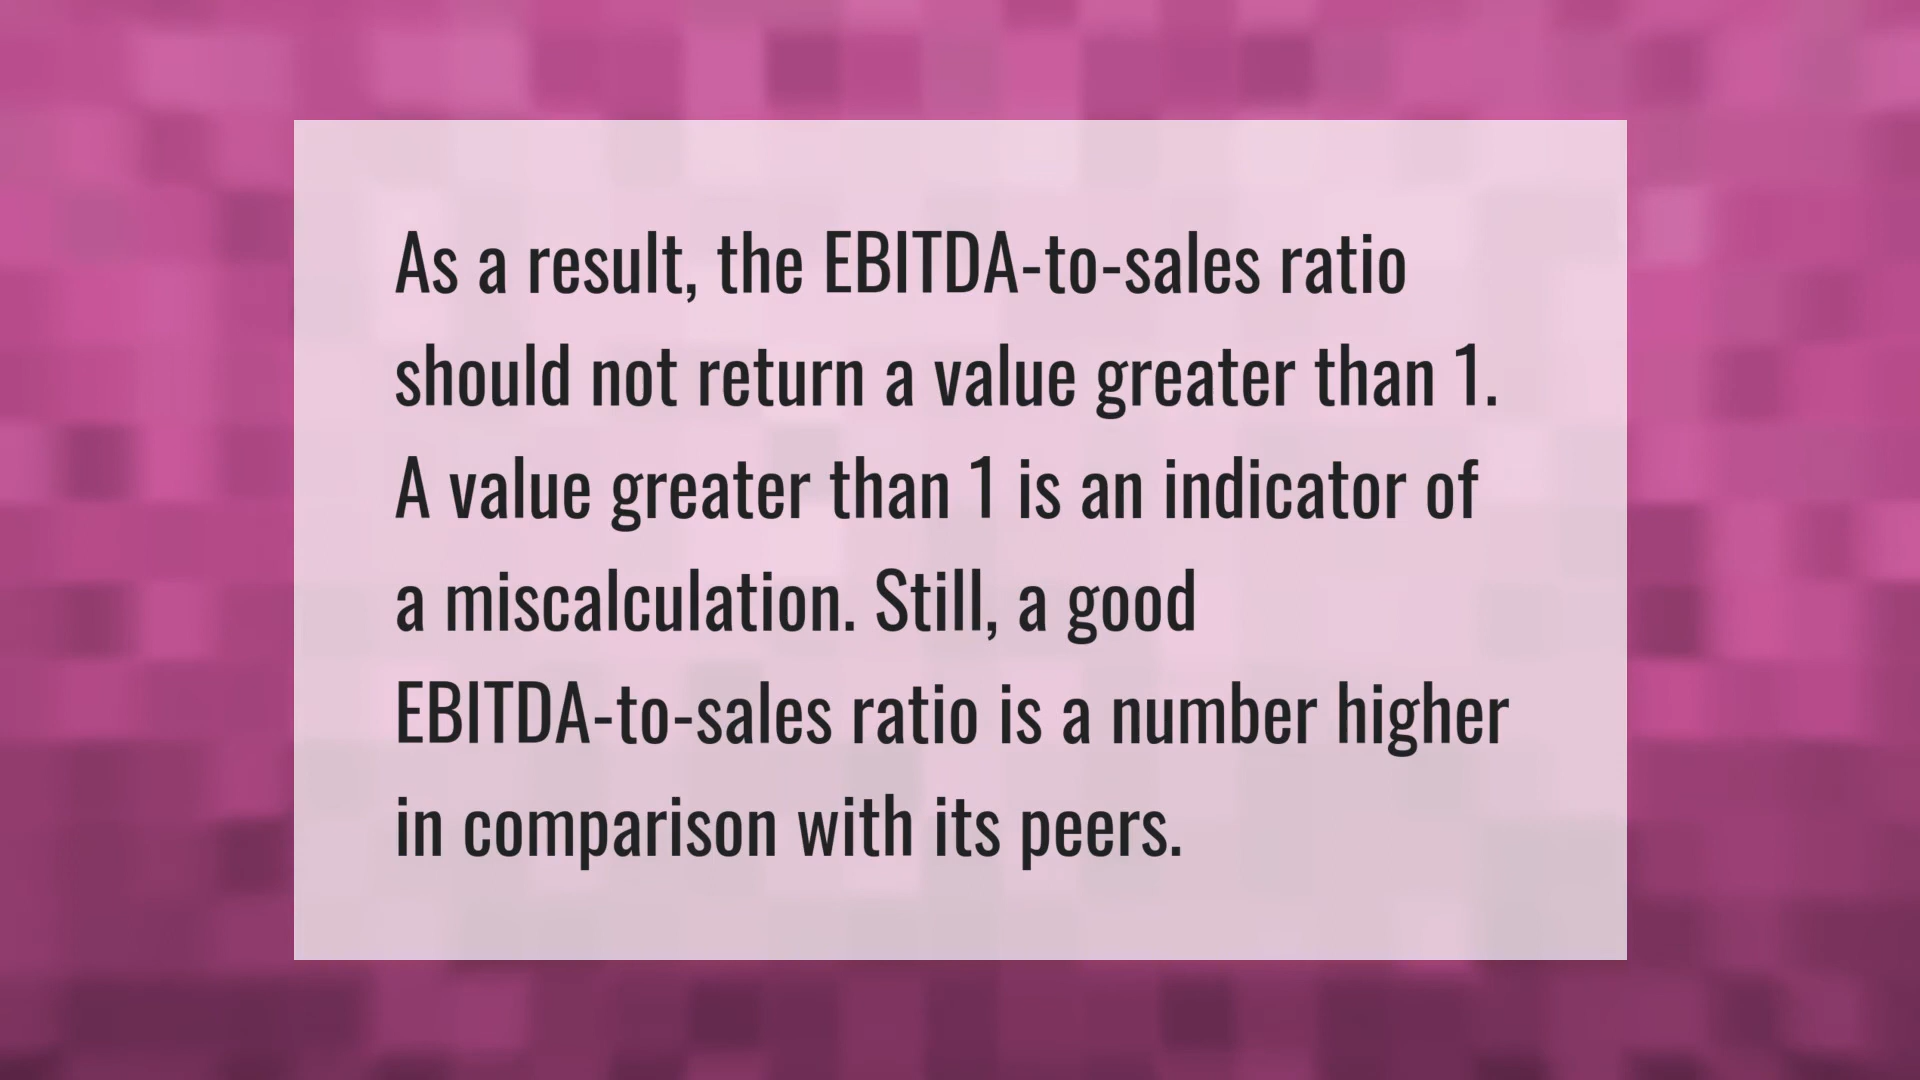 As a result, the EBITDA-to-sales ratio
should not return a value greater than 1.
A value greater than 1 is an indicator of
a miscalculation. Still, a good
EBITDA-to-sales ratio is a number higher
in comparison with its peers.